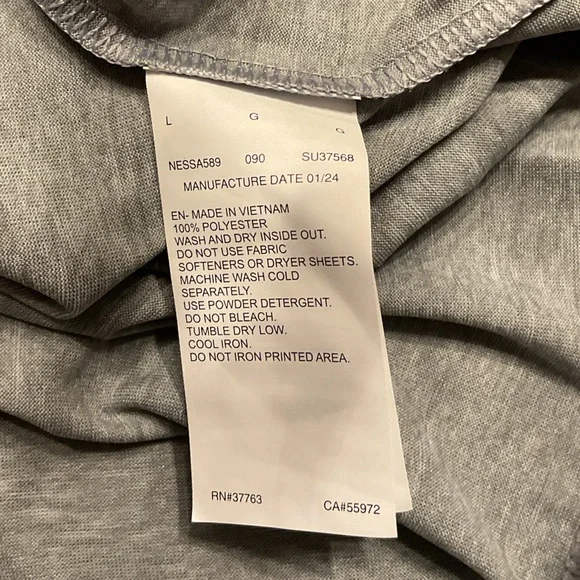 L G G
NESSA589 090 SU37568
MANUFACTURE DATE 01/24
EN- MADE IN VIETNAM
100% POLYESTER
WASH AND DRY INSIDE OUT.
DO NOT USE FABRIC
SOFTENERS OR DRYER SHEETS.
MACHINE WASH COLD
SEPARATELY.
USE POWDER DETERGENT.
DO NOT BLEACH.
TUMBLE DRY LOW.
COOL IRON.
DO NOT IRON PRINTED AREA.
RN#37763 CA#55972